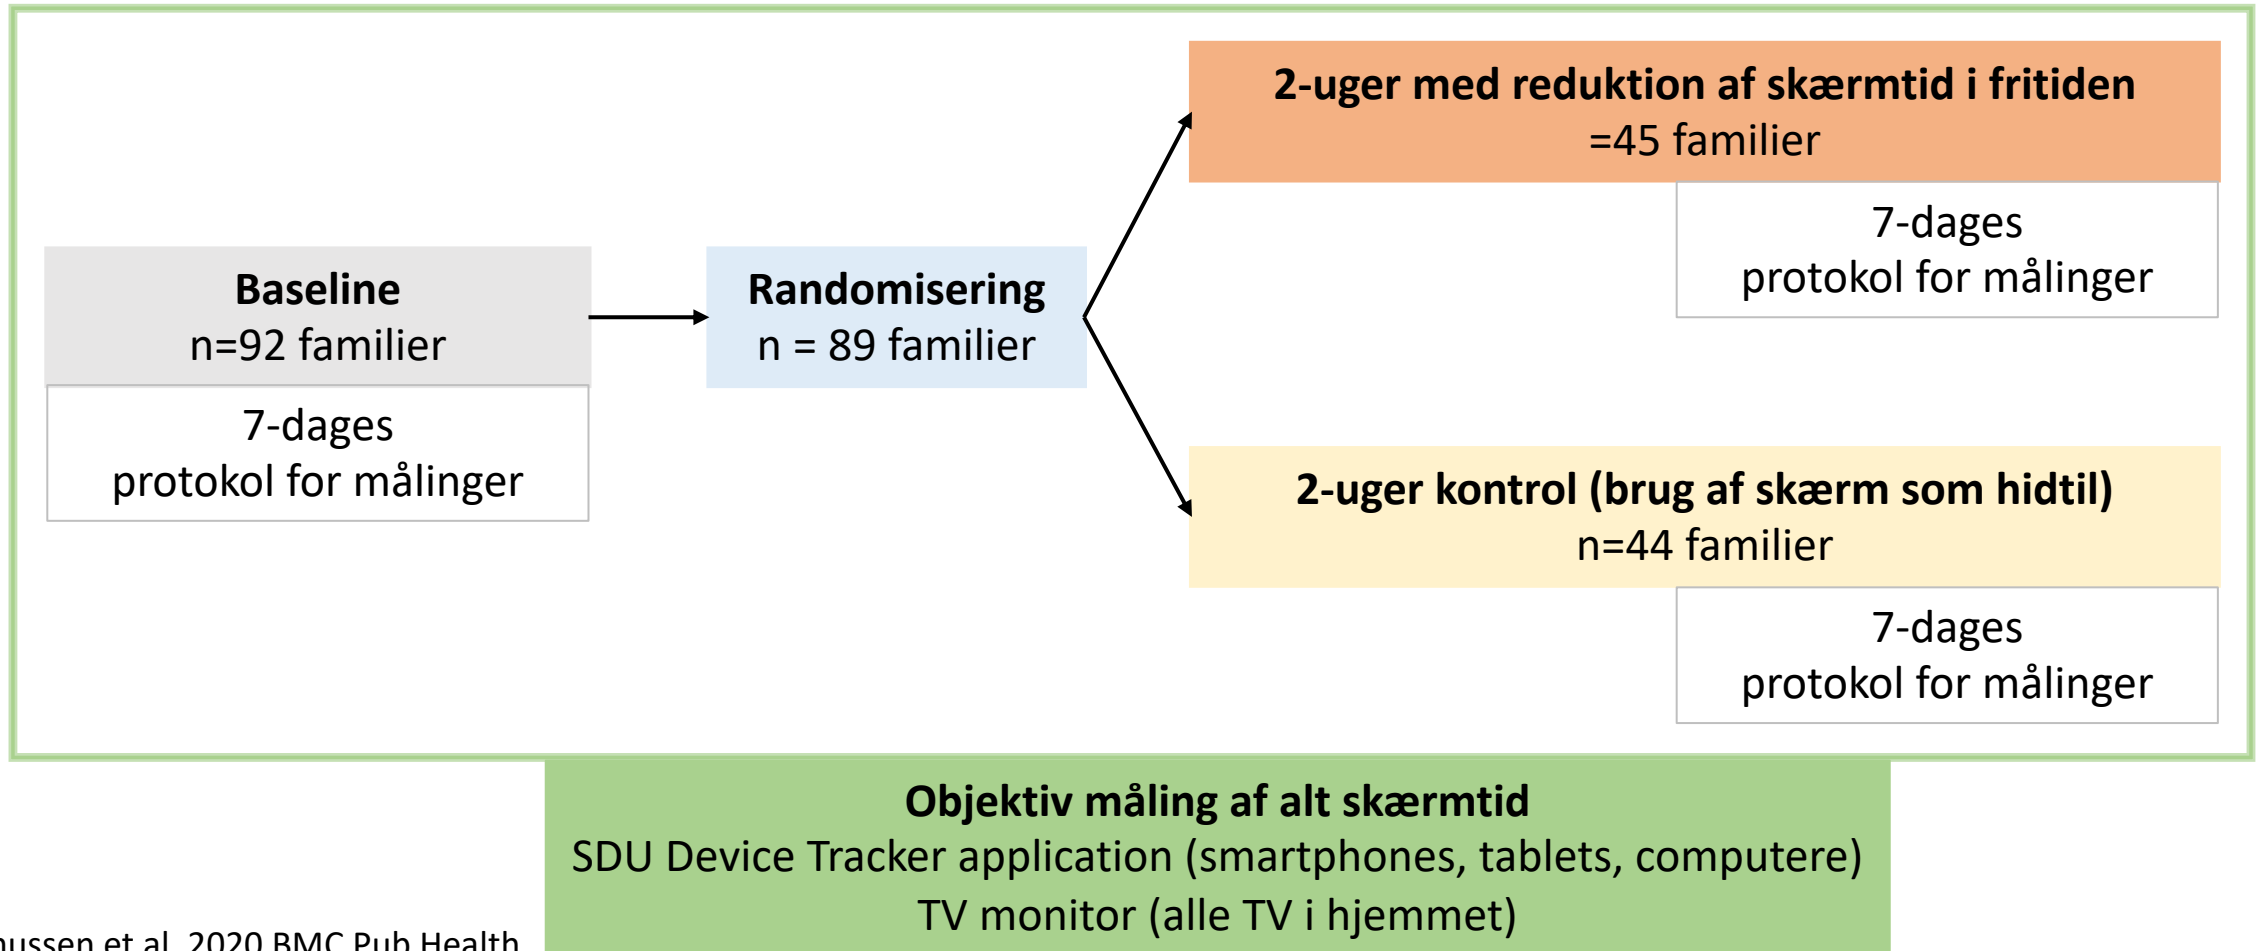 2-uger med reduktion af skærmtid i fritiden
=45 familier
7-dages
protokol for målinger
Baseline
n=92 familier
7-dages
protokol for målinger
Randomisering
n = 89 familier
2-uger kontrol (brug af skærm som hidtil)
n=44 familier
7-dages
protokol for målinger
Objektiv måling af alt skærmtid
SDU Device Tracker application (smartphones, tablets, computere)
TV monitor (alle TV i hjemmet)
et al. 2020 BMC Pub Health